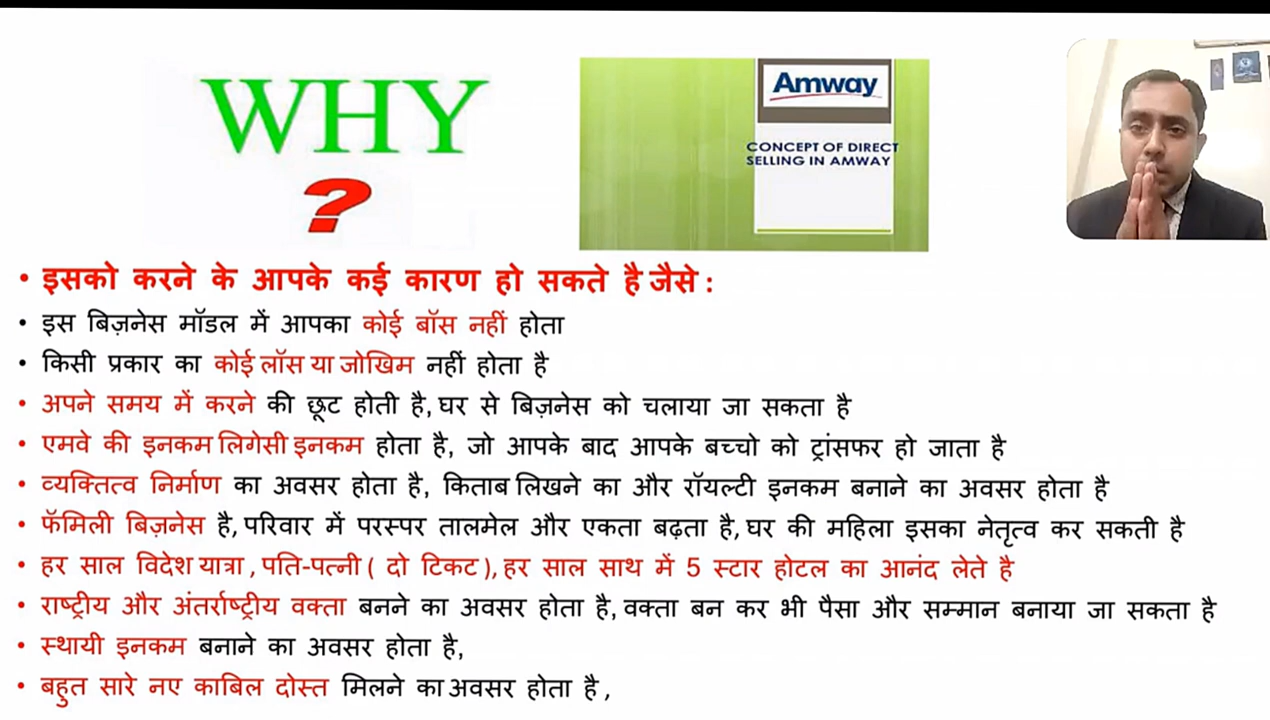 WHY
?
Amway
CONCEPT OF DIRECT
SELLING IN AMWAY
• इसको करने के आपके कई कारण हो सकते है जैसे :
• इस बिज़नेस मॉडल में आपका कोई बॉस नहीं होता
• किसी प्रकार का कोई लॉस या जोखिम नहीं होता है
• अपने समय में करने की छूट होती है, घर से बिज़नेस को चलाया जा सकता है
• एमवे की इनकम लिगेसी इनकम होता है, जो आपके बाद आपके बच्चो को ट्रांसफर हो जाता है
• व्यक्तित्व निर्माण का अवसर होता है, किताब लिखने का और रॉयल्टी इनकम बनाने का अवसर होता है
• फॅमिली बिज़नेस है, परिवार में परस्पर तालमेल और एकता बढ़ता है, घर की महिला इसका नेतृत्व कर सकती है
• हर साल विदेश यात्रा , पति-पत्नी ( दो टिकट ), हर साल साथ में 5 स्टार होटल का आनंद लेते है
• राष्ट्रीय और अंतर्राष्ट्रीय वक्ता बनने का अवसर होता है, वक्ता बन कर भी पैसा और सम्मान बनाया जा सकता है
• स्थायी इनकम बनाने का अवसर होता है,
• बहुत सारे नए काबिल दोस्त मिलने का अवसर होता है ,